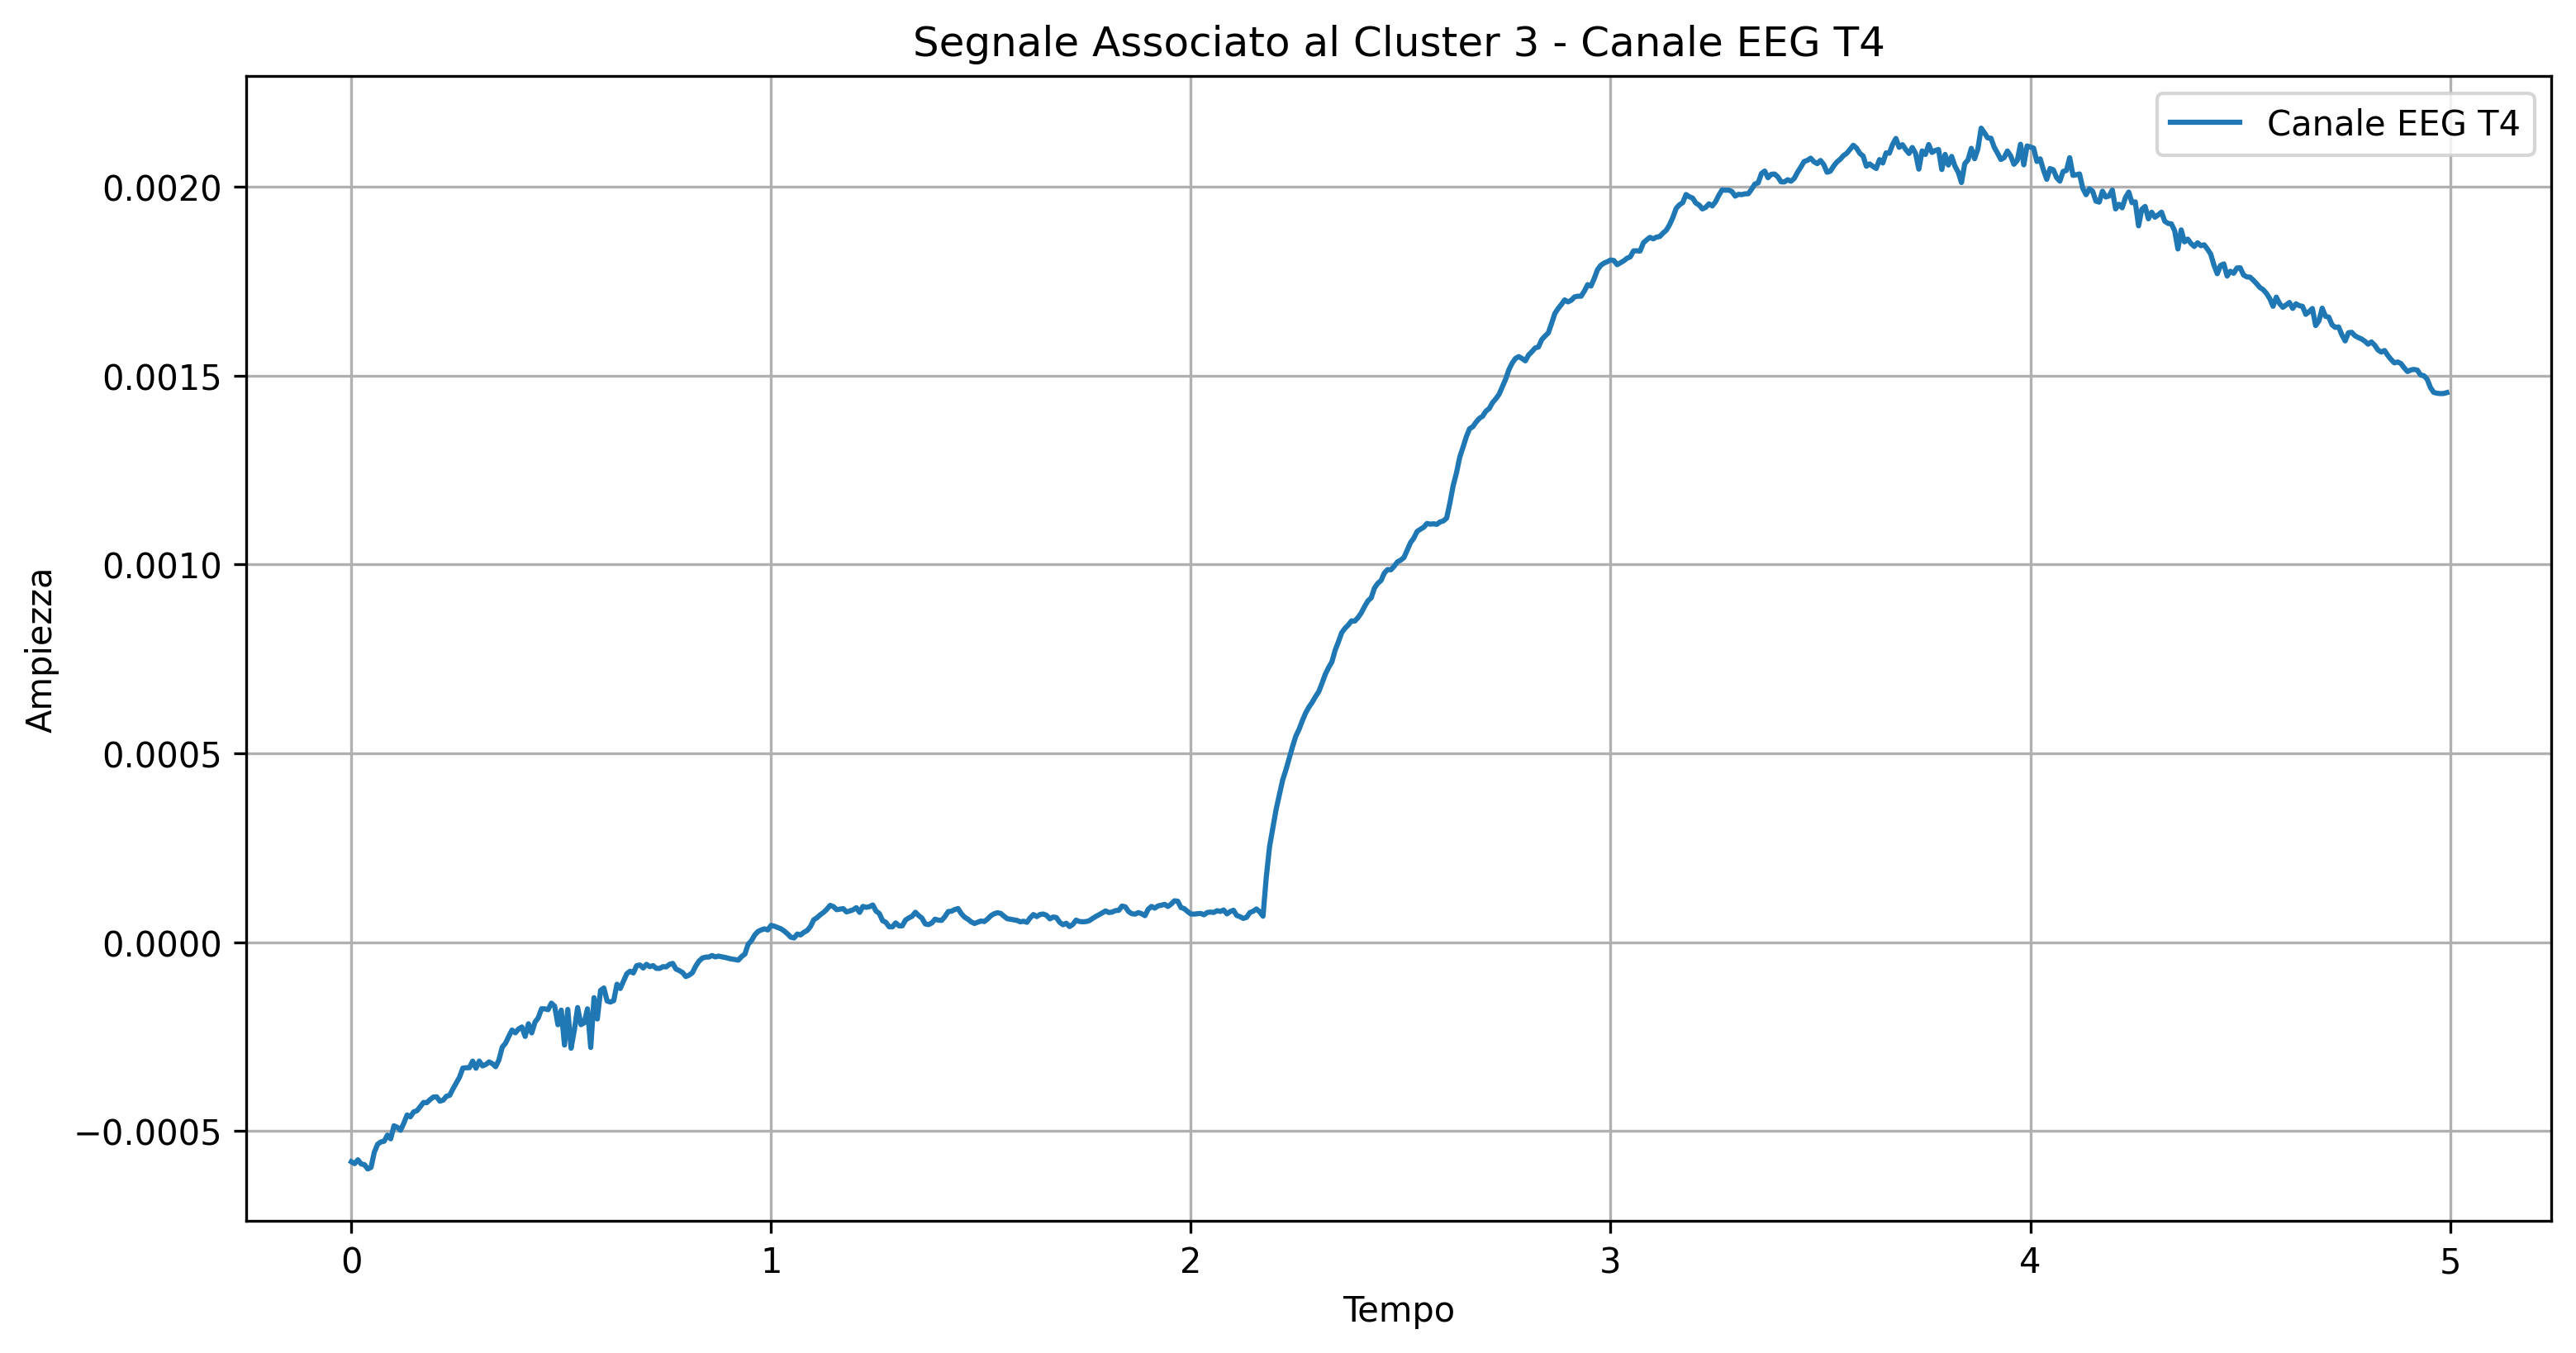 Segnale Associato al Cluster 3 - Canale EEG T4
Canale EEG T4
0.0020
0.0015
0.0010
0.0005
0.0000
−0.0005
Ampiezza
0 1 2 3 4 5
Tempo